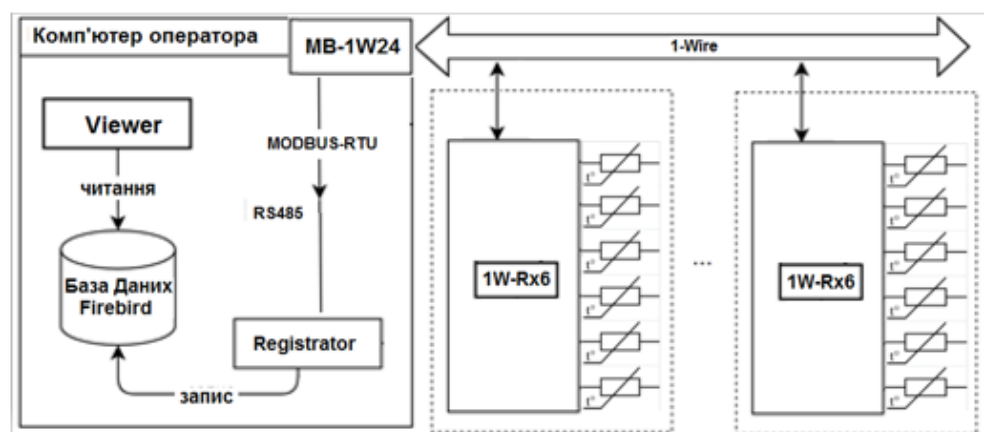 Комп'ютер оператора
MB-1W24
1-Wire
Viewer
MODBUS-RTU
читання
RS485
База Даних
Firebird
Registrator
запис
1W-Rx6
t°
t°
t°
t°
t°
t°
...
1W-Rx6
t°
t°
t°
t°
t°
t°